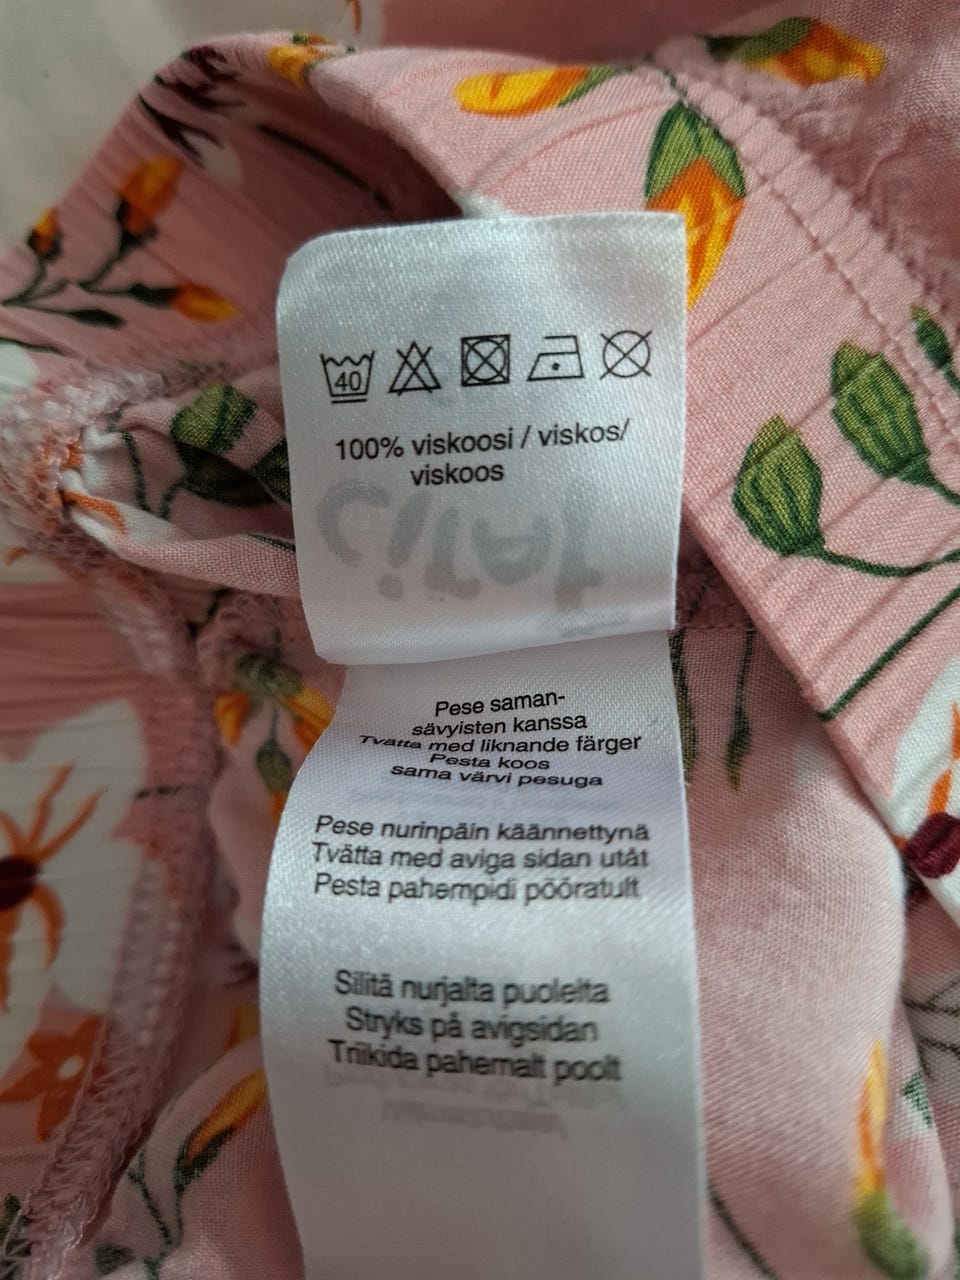 40
100% viskoosi / viskos/
viskoos
Pese saman-
sävyisten kanssa
Tvätta med liknande färger
Pesta koos
sama värvi pesuga
Pese nurinpäin käännettynä
Tvätta med aviga sidan utåt
Pesta pahempidi pööratult
Silitä nurjalta puolelta
Stryks på avigsidan
Triikida pahemalt poolt